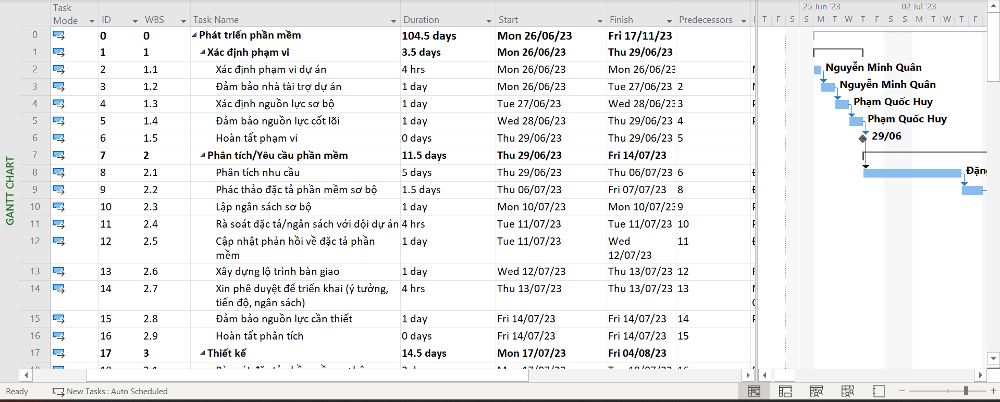 Task Mode ID WBS Task Name Duration Start Finish Predecessors
25 Jun '23 02 Jul '23
T F S S M T W T F S S M T W T F
0 0 0 Phát triển phần mềm 104.5 days Mon 26/06/23 Fri 17/11/23
1 1 1 Xác định phạm vi 3.5 days Mon 26/06/23 Thu 29/06/23
2 2 1.1 Xác định phạm vi dự án 4 hrs Mon 26/06/23 Mon 26/06/23 Nguyễn Minh Quân
3 3 1.2 Đảm bảo nhà tài trợ dự án 1 day Mon 26/06/23 Tue 27/06/23 2 Nguyễn Minh Quân
4 4 1.3 Xác định nguồn lực sơ bộ 1 day Tue 27/06/23 Wed 28/06/23 3 Phạm Quốc Huy
5 5 1.4 Đảm bảo nguồn lực cốt lõi 1 day Wed 28/06/23 Thu 29/06/23 4 Phạm Quốc Huy
6 6 1.5 Hoàn tất phạm vi 0 days Thu 29/06/23 Thu 29/06/23 5 29/06
7 7 2 Phân tích/Yêu cầu phần mềm 11.5 days Thu 29/06/23 Fri 14/07/23
8 8 2.1 Phân tích nhu cầu 5 days Thu 29/06/23 Thu 06/07/23 6
9 9 2.2 Phác thảo đặc tả phần mềm sơ bộ 1.5 days Thu 06/07/23 Fri 07/07/23 8
10 10 2.3 Lập ngân sách sơ bộ 1 day Mon 10/07/23 Mon 10/07/23 9
11 11 2.4 Rà soát đặc tả/ngân sách với đội dự án 4 hrs Tue 11/07/23 Tue 11/07/23 10
12 12 2.5 Cập nhật phản hồi về đặc tả phần mềm 1 day Tue 11/07/23 Wed 12/07/23 11
13 13 2.6 Xây dựng lộ trình bàn giao 1 day Wed 12/07/23 Thu 13/07/23 12
14 14 2.7 Xin phê duyệt để triển khai (ý tưởng, tiến độ, ngân sách) 4 hrs Thu 13/07/23 Thu 13/07/23 13
15 15 2.8 Đảm bảo nguồn lực cần thiết 1 day Fri 14/07/23 Fri 14/07/23 14
16 16 2.9 Hoàn tất phân tích 0 days Fri 14/07/23 Fri 14/07/23 15
17 17 3 Thiết kế 14.5 days Mon 17/07/23 Fri 04/08/23
GANTT CHART
Ready New Tasks : Auto Scheduled